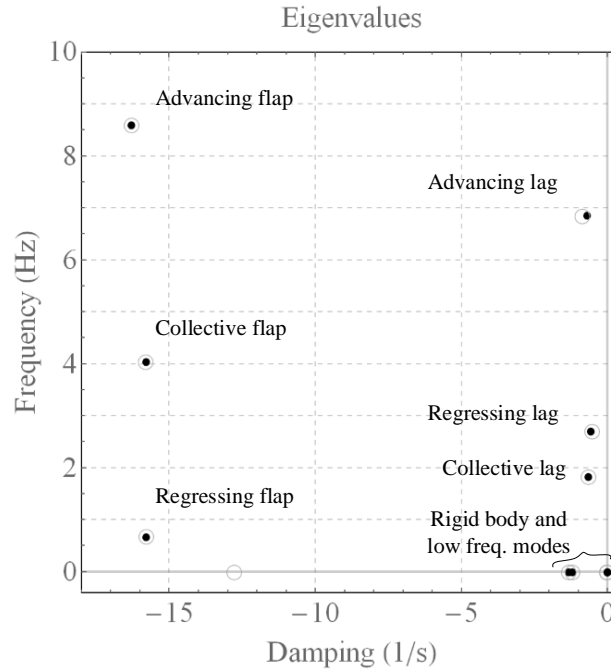 Eigenvalues
10
Advancing flap
8
Advancing lag
6
Frequency (Hz)
Collective flap
4
Regressing lag
2
Collective lag
Regressing flap
Rigid body and
low freq. modes
0
−15
−10
−5
0
Damping (1/s)